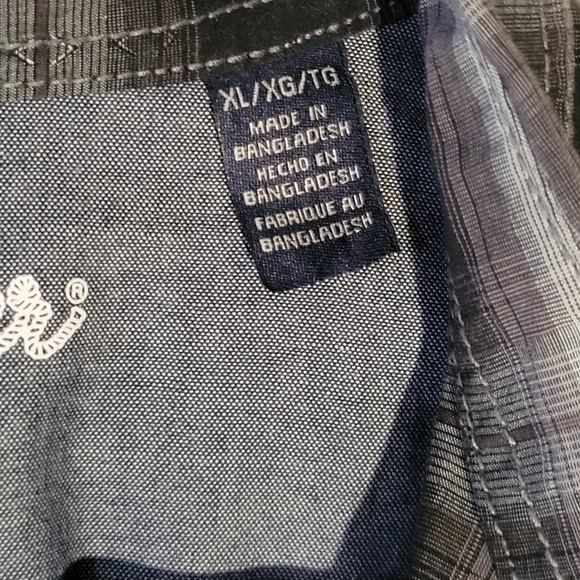 XL/XG/TG
MADE IN
BANGLADESH
HECHO EN
BANGLADESH
FABRIQUE AU
BANGLADESH
®